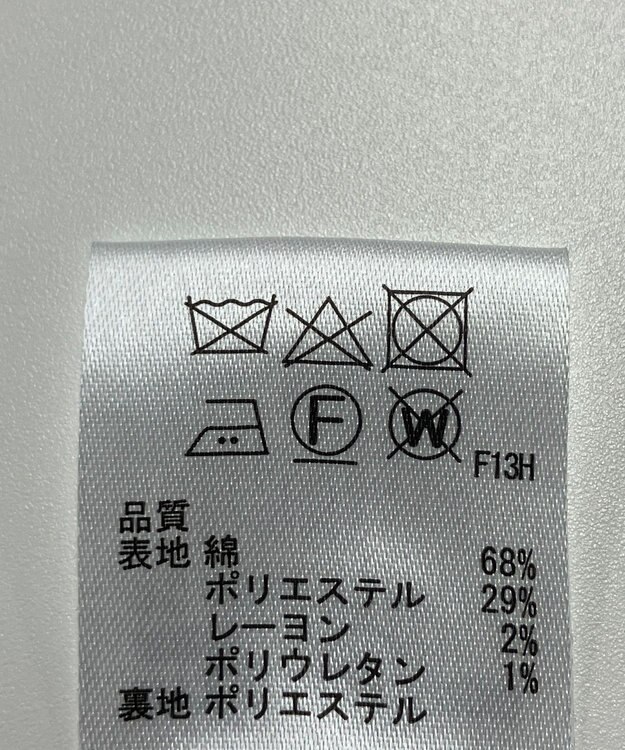 F W F13H
品質
表地 綿 68%
ポリエステル 29%
レーヨン 2%
ポリウレタン 1%
裏地 ポリエステル